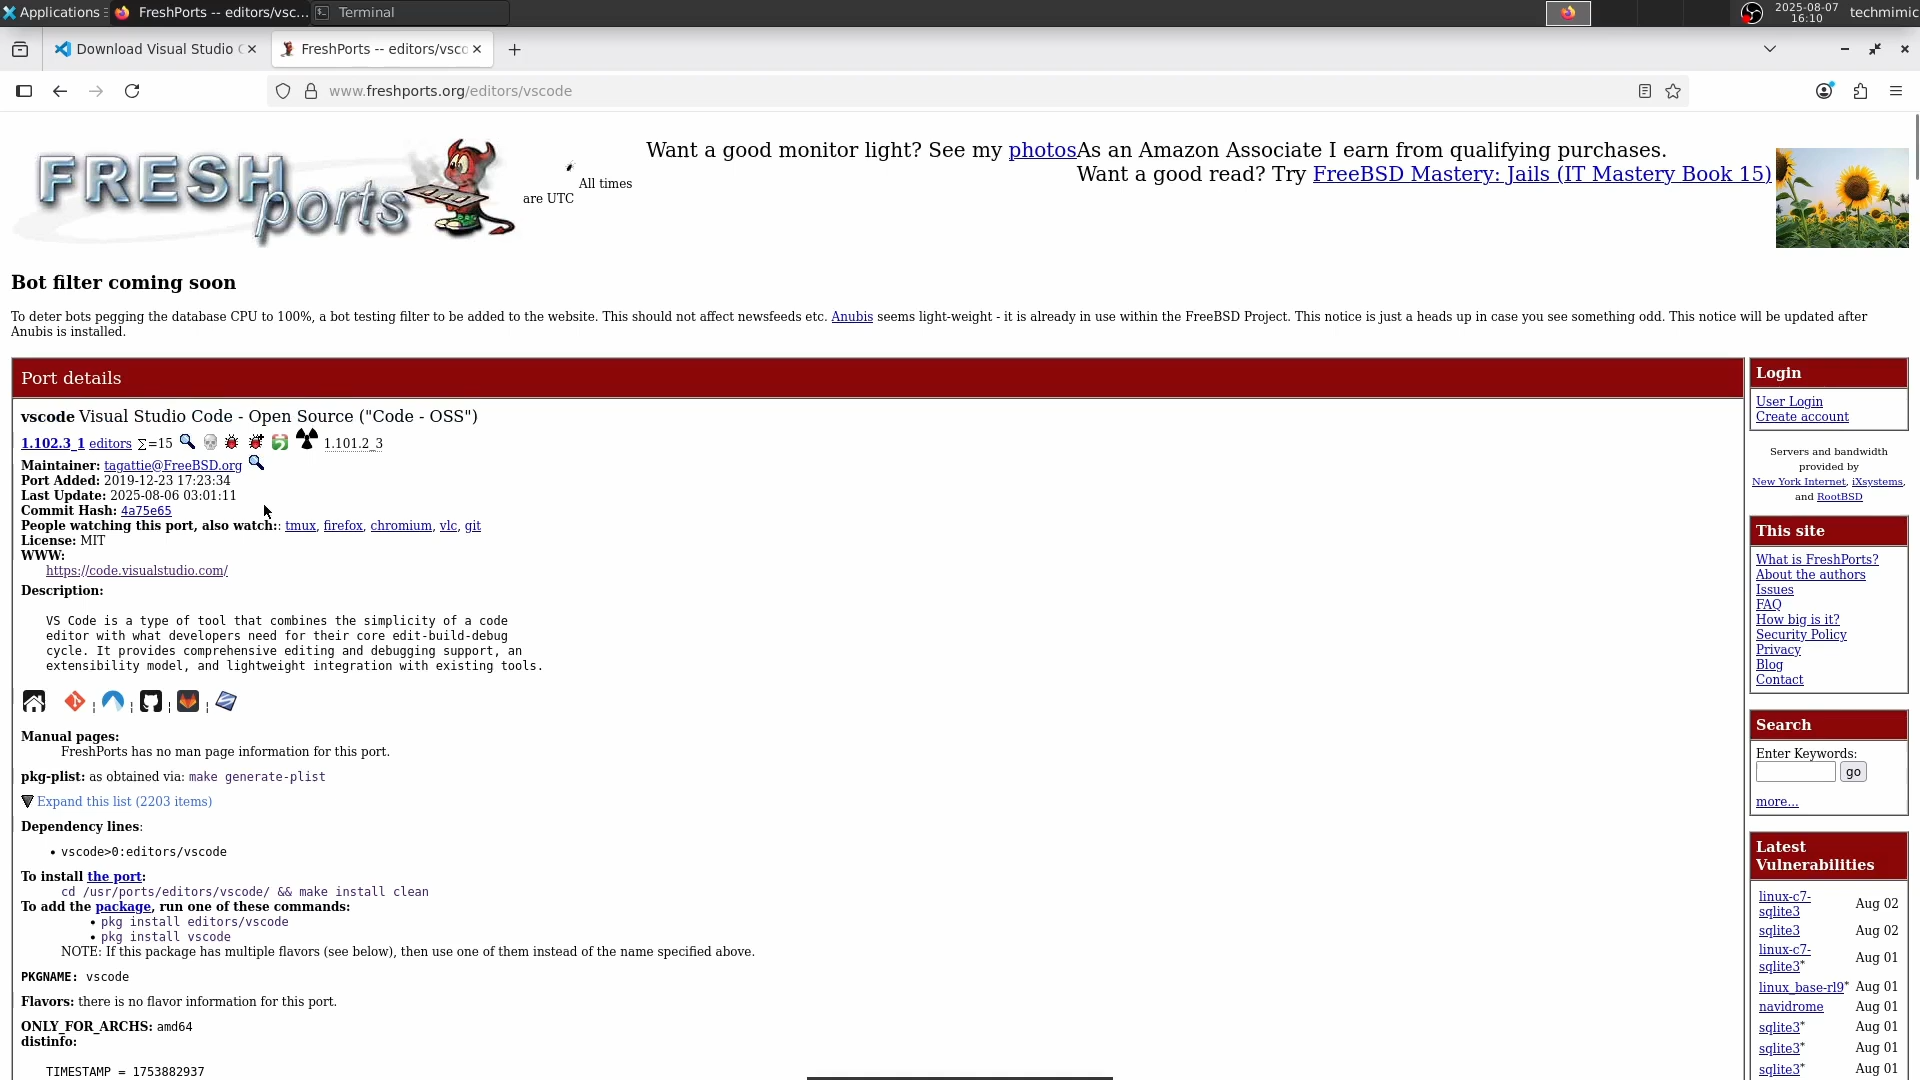 Applications
FreshPorts -- editors/vsc...
Terminal
2025-08-07
16:10
techmimic
Download Visual Studio C
FreshPorts -- editors/vsco
www.freshports.org/editors/vscode
FRESH
ports
All times
are UTC
Want a good monitor light? See my photosAs an Amazon Associate I earn from qualifying purchases.
Want a good read? Try FreeBSD Mastery: Jails (IT Mastery Book 15)
Bot filter coming soon
To deter bots pegging the database CPU to 100%, a bot testing filter to be added to the website. This should not affect newsfeeds etc. Anubis seems light-weight - it is already in use within the FreeBSD Project. This notice is just a heads up in case you see something odd. This notice will be updated after
Anubis is installed.
Port details
vscode Visual Studio Code - Open Source ("Code - OSS")
1.102.3_1 editors Σ=15 1.101.2_3
Maintainer: tagattie@FreeBSD.org
Port Added: 2019-12-23 17:23:34
Last Update: 2025-08-06 03:01:11
Commit Hash: 4a75e65
People watching this port, also watch:: tmux, firefox, chromium, vlc, git
License: MIT
WWW:
https://code.visualstudio.com/
Description:
VS Code is a type of tool that combines the simplicity of a code
editor with what developers need for their core edit-build-debug
cycle. It provides comprehensive editing and debugging support, an
extensibility model, and lightweight integration with existing tools.
¦ ¦ ¦ ¦
Manual pages:
FreshPorts has no man page information for this port.
pkg-plist: as obtained via: make generate-plist
Expand this list (2203 items)
Dependency lines:
• vscode>0:editors/vscode
To install the port:
cd /usr/ports/editors/vscode/ && make install clean
To add the package, run one of these commands:
• pkg install editors/vscode
• pkg install vscode
NOTE: If this package has multiple flavors (see below), then use one of them instead of the name specified above.
PKGNAME: vscode
Flavors: there is no flavor information for this port.
ONLY_FOR_ARCHS: amd64
distinfo:
TIMESTAMP = 1753882937
Login
User Login
Create account
Servers and bandwidth
provided by
New York Internet, iXsystems,
and RootBSD
This site
What is FreshPorts?
About the authors
Issues
FAQ
How big is it?
Security Policy
Privacy
Blog
Contact
Search
Enter Keywords:
go
more...
Latest
Vulnerabilities
linux-c7-
sqlite3 Aug 02
sqlite3 Aug 02
linux-c7-
sqlite3* Aug 01
linux_base-rl9* Aug 01
navidrome Aug 01
sqlite3* Aug 01
sqlite3* Aug 01
sqlite3* Aug 01